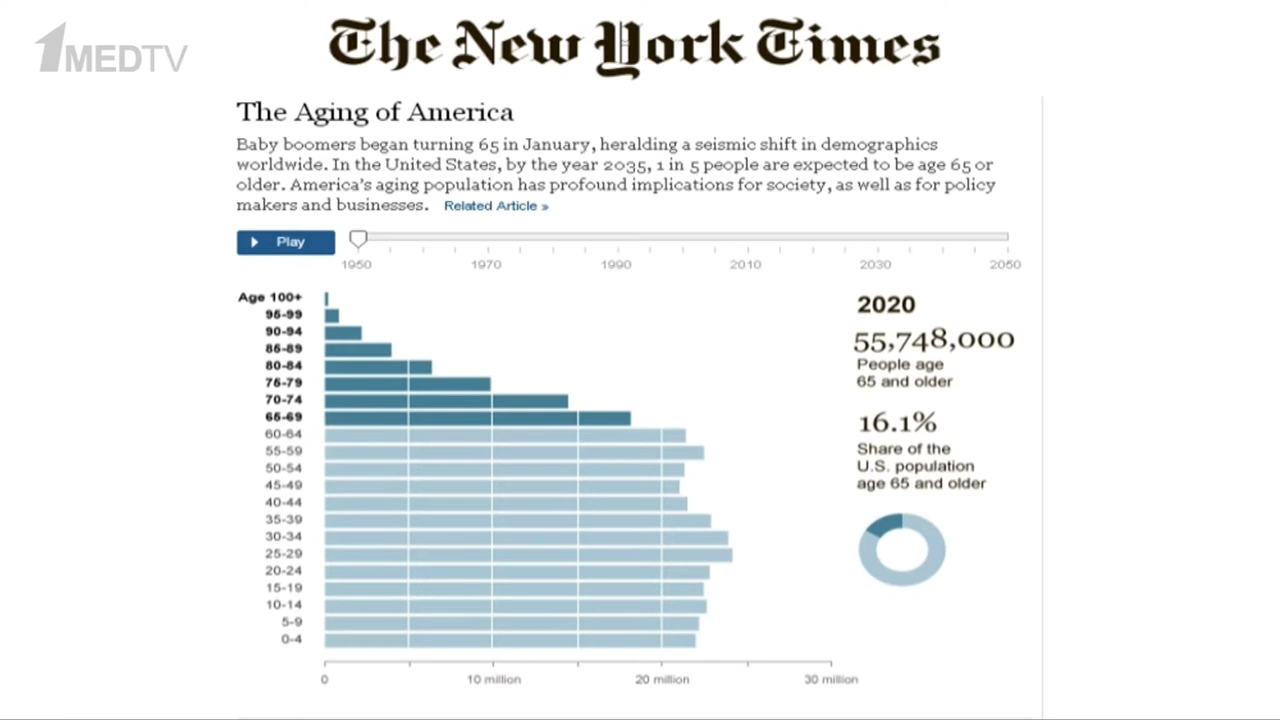 1MEDTV
The New York Times
The Aging of America
Baby boomers began turning 65 in January, heralding a seismic shift in demographics
worldwide. In the United States, by the year 2035, 1 in 5 people are expected to be age 65 or
older. America's aging population has profound implications for society, as well as for policy
makers and businesses. Related Article »
Play
1950 1970 1990 2010 2030 2050
Age 100+
95-99
90-94
85-89
80-84
75-79
70-74
65-69
60-64
55-59
50-54
45-49
40-44
35-39
30-34
25-29
20-24
15-19
10-14
5-9
0-4
0 10 million 20 million 30 million
2020
55,748,000
People age
65 and older
16.1%
Share of the
U.S. population
age 65 and older